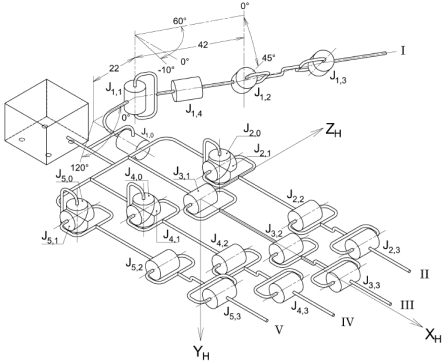 0°
60°
42
0°
-10°
45°
22
I
J1,1
J1,3
J1,2
J1,4
0°
J1,0
ZH
J2,0
120°
J2,1
J5,0
J4,0
J3,1
J2,2
J5,1
J4,1
J3,2
J4,2
J2,3
J5,2
II
J3,3
J5,3
J4,3
III
IV
V
XH
YH